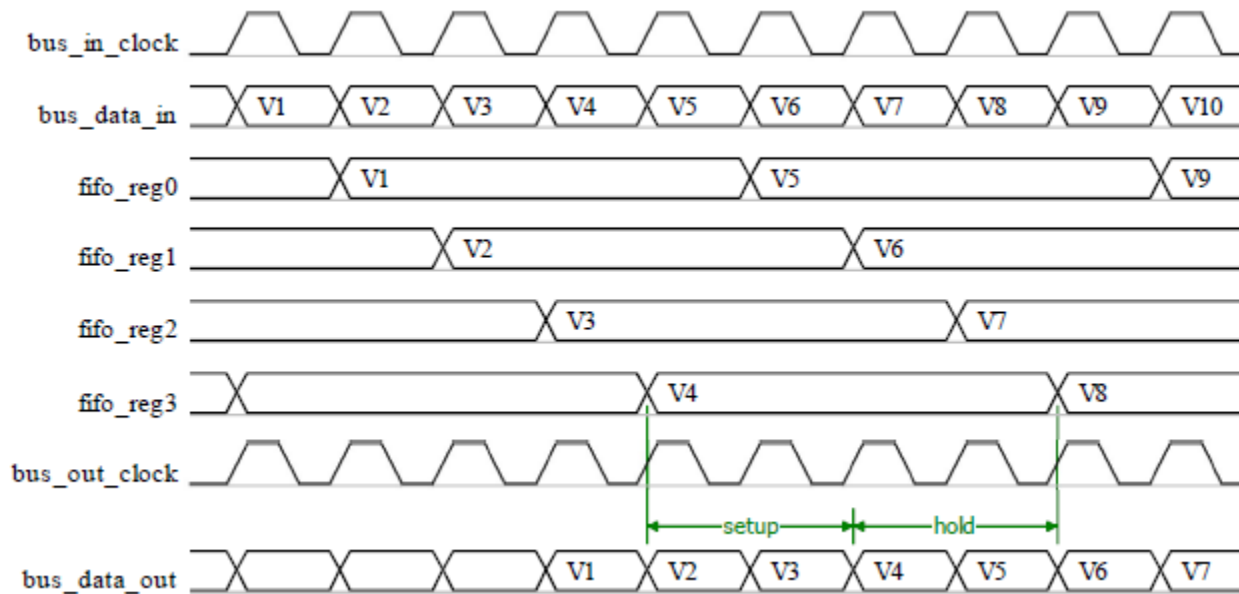 bus_in_clock
bus_data_in V1 V2 V3 V4 V5 V6 V7 V8 V9 V10
fifo_reg0 V1 V5 V9
fifo_reg1 V2 V6
fifo_reg2 V3 V7
fifo_reg3 V4 V8
bus_out_clock
setup hold
bus_data_out V1 V2 V3 V4 V5 V6 V7